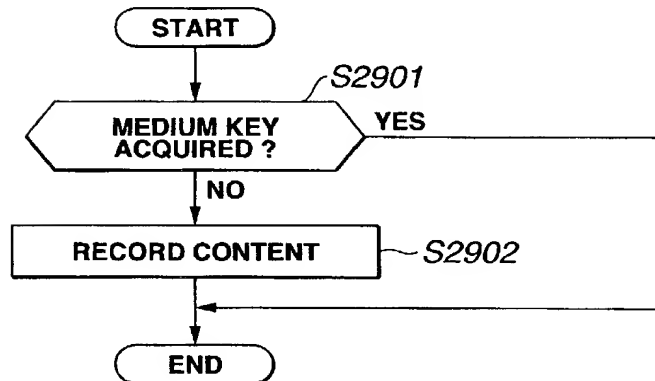 START
S2901
MEDIUM KEY
ACQUIRED ?
YES
NO
RECORD CONTENT
S2902
END